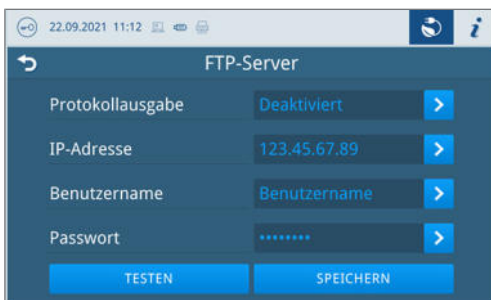 22.09.2021 11:12
i
FTP-Server
Protokollausgabe Deaktiviert
IP-Adresse 123.45.67.89
Benutzername Benutzername
Passwort ••••••••
TESTEN SPEICHERN